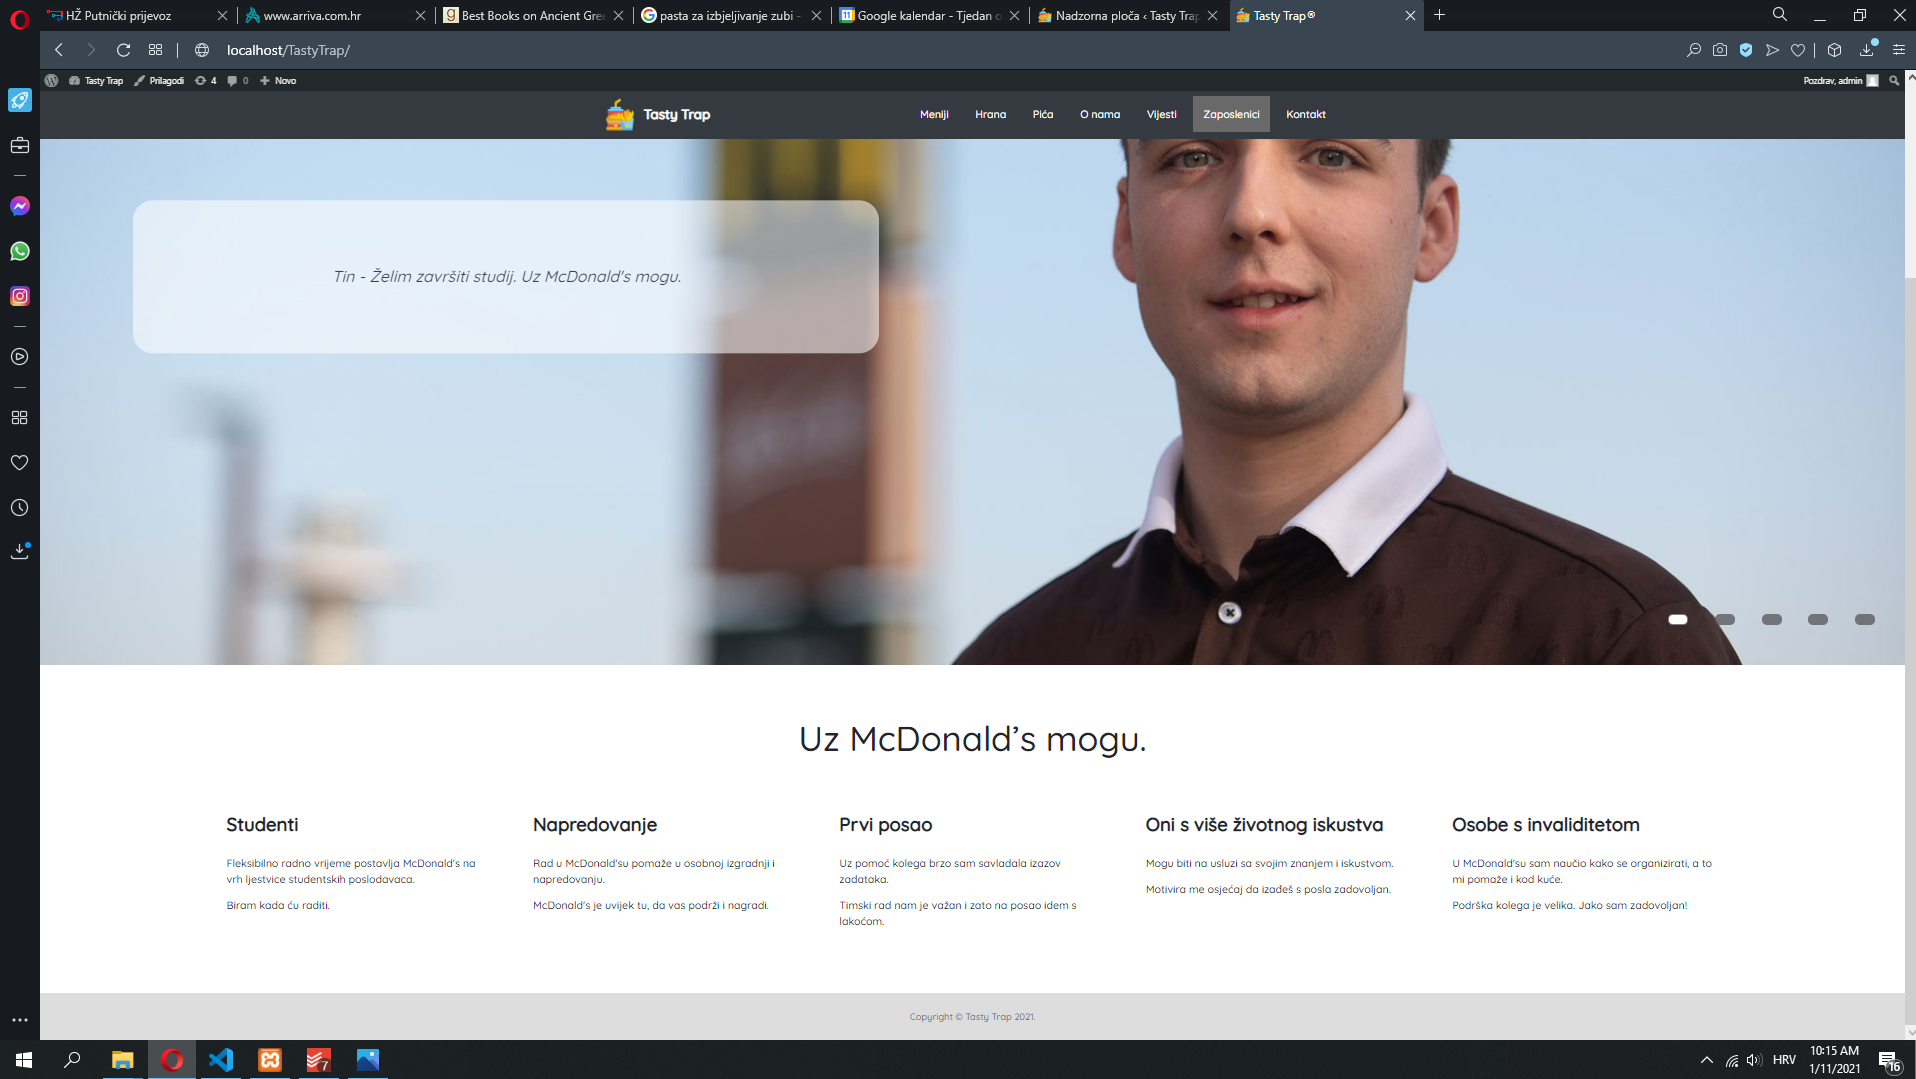 HŽ Putnički prijevoz
www.arriva.com.hr
Best Books on Ancient Gre
pasta za izbjeljivanje zubi -
Google kalendar - Tjedan o
Nadzorna ploča ‹ Tasty Trap
Tasty Trap®
localhost/TastyTrap/
Tasty Trap
Prilagodi
4
0
Novo
Pozdrav, admin
Tasty Trap
Meniji
Hrana
Pića
O nama
Vijesti
Zaposlenici
Kontakt
Tin - Želim završiti studij. Uz McDonald's mogu.
Uz McDonald’s mogu.
Studenti
Fleksibilno radno vrijeme postavlja McDonald's na
vrh ljestvice studentskih poslodavaca.
Biram kada ću raditi.
Napredovanje
Rad u McDonald'su pomaže u osobnoj izgradnji i
napredovanju.
McDonald's je uvijek tu, da vas podrži i nagradi.
Prvi posao
Uz pomoć kolega brzo sam savladala izazov
zadataka.
Timski rad nam je važan i zato na posao idem s
lakoćom.
Oni s više životnog iskustva
Mogu biti na usluzi sa svojim znanjem i iskustvom.
Motivira me osjećaj da izađeš s posla zadovoljan.
Osobe s invaliditetom
U McDonald'su sam naučio kako se organizirati, a to
mi pomaže i kod kuće.
Podrška kolega je velika. Jako sam zadovoljan!
Copyright © Tasty Trap 2021.
7
HRV
10:15 AM
1/11/2021
16